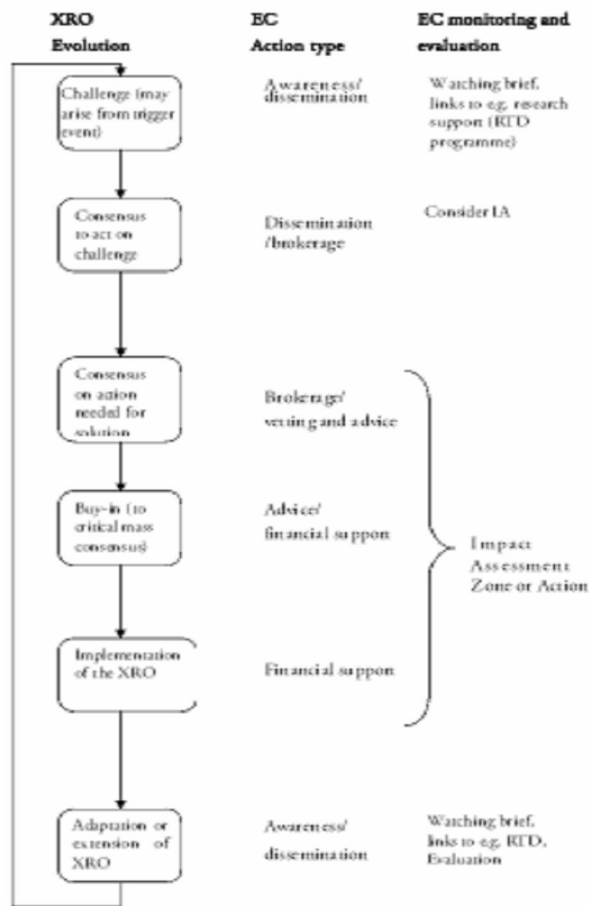 XRO
Evolution
EC
Action type
EC monitoring and
evaluation
Challenge (may
arise from trigger
event)
Awareness/
dissemination
Watching brief,
links to e.g. research
support (RTD
programme)
Consensus
to act on
challenge
Dissemination
/brokerage
Consider IA
Consensus
on action
needed for
solution
Brokerage/
vetting and advice
Buy-in (to
critical mass
consensus)
Advice/
financial support
Impact
Assessment
Zone or Action
Implementation
of the XRO
Financial support
Adaptation or
extension of
XRO
Awareness/
dissemination
Watching brief,
links to e.g. RTD,
Evaluation